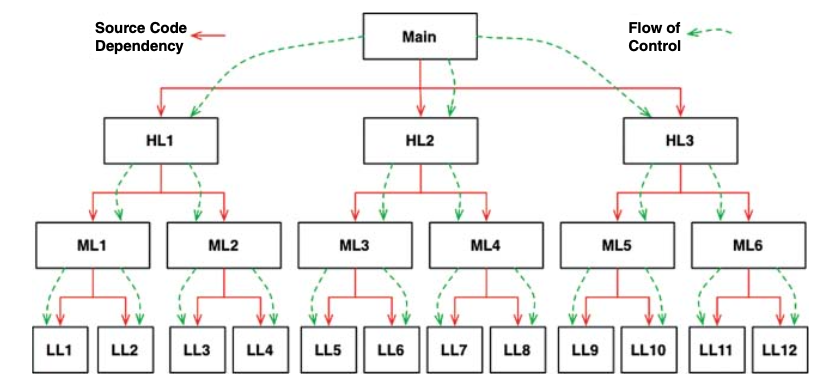 Source Code
Dependency
Main
Flow of
Control
HL1
HL2
HL3
ML1
ML2
ML3
ML4
ML5
ML6
LL1
LL2
LL3
LL4
LL5
LL6
LL7
LL8
LL9
LL10
LL11
LL12